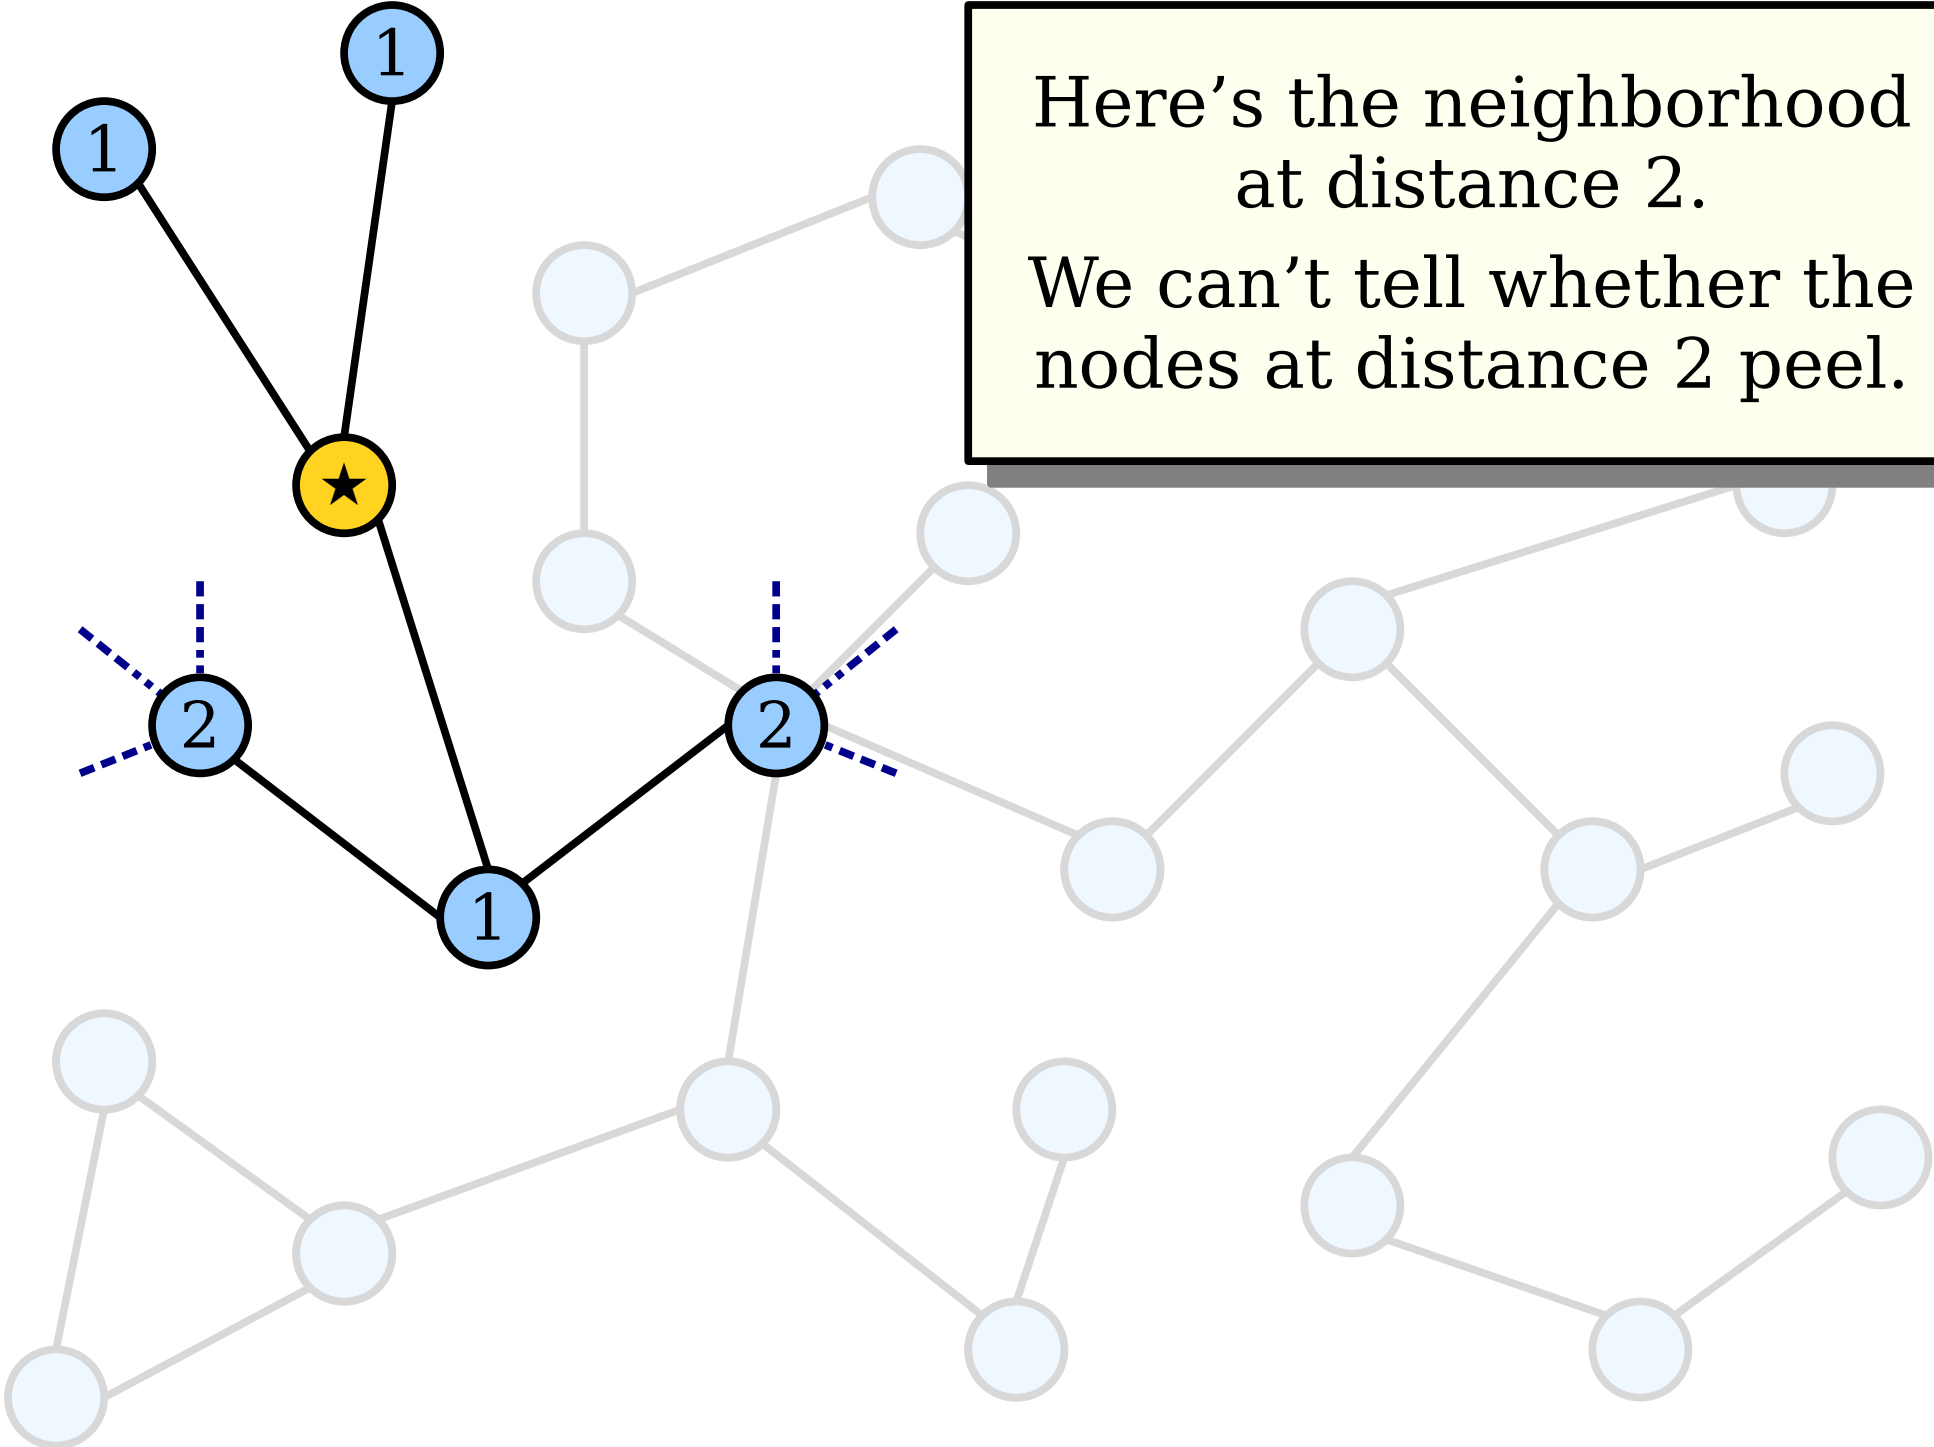 1
1
Here’s the neighborhood
at distance 2.
We can’t tell whether the
nodes at distance 2 peel.
★
2
2
1